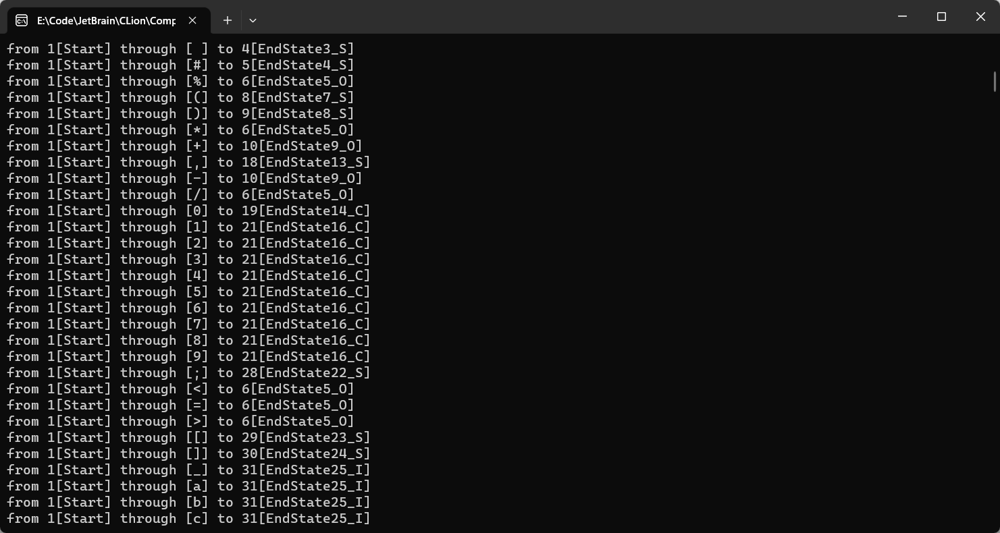 E:\Code\JetBrain\CLion\Comp
from 1[Start] through [ ] to 4[EndState3_S]
from 1[Start] through [#] to 5[EndState4_S]
from 1[Start] through [%] to 6[EndState5_O]
from 1[Start] through [(] to 8[EndState7_S]
from 1[Start] through [)] to 9[EndState8_S]
from 1[Start] through [*] to 6[EndState5_O]
from 1[Start] through [+] to 10[EndState9_O]
from 1[Start] through [,] to 18[EndState13_S]
from 1[Start] through [-] to 10[EndState9_O]
from 1[Start] through [/] to 6[EndState5_O]
from 1[Start] through [0] to 19[EndState14_C]
from 1[Start] through [1] to 21[EndState16_C]
from 1[Start] through [2] to 21[EndState16_C]
from 1[Start] through [3] to 21[EndState16_C]
from 1[Start] through [4] to 21[EndState16_C]
from 1[Start] through [5] to 21[EndState16_C]
from 1[Start] through [6] to 21[EndState16_C]
from 1[Start] through [7] to 21[EndState16_C]
from 1[Start] through [8] to 21[EndState16_C]
from 1[Start] through [9] to 21[EndState16_C]
from 1[Start] through [;] to 28[EndState22_S]
from 1[Start] through [<] to 6[EndState5_O]
from 1[Start] through [=] to 6[EndState5_O]
from 1[Start] through [>] to 6[EndState5_O]
from 1[Start] through [[] to 29[EndState23_S]
from 1[Start] through []] to 30[EndState24_S]
from 1[Start] through [_] to 31[EndState25_I]
from 1[Start] through [a] to 31[EndState25_I]
from 1[Start] through [b] to 31[EndState25_I]
from 1[Start] through [c] to 31[EndState25_I]